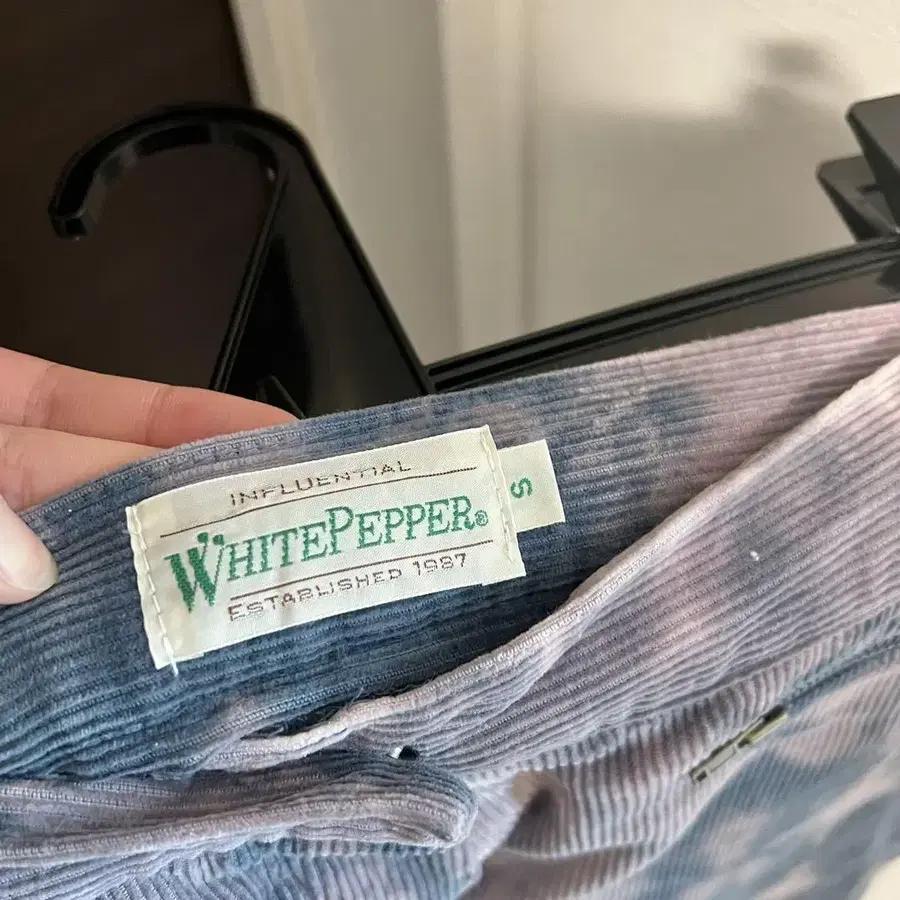 INFLUENTIAL
WHITEPEPPER®
ESTABLISHED 1987
S